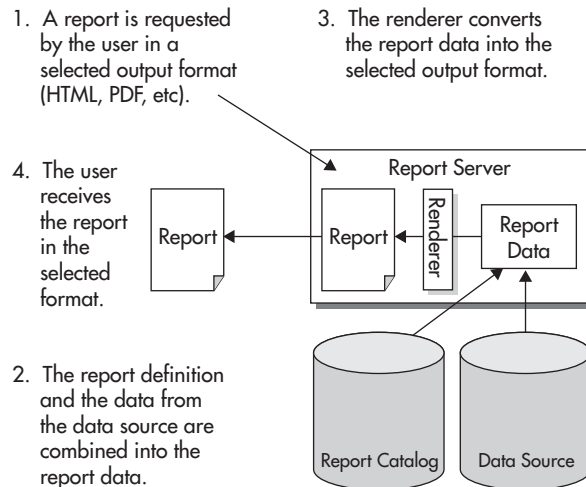 1. A report is requested
by the user in a
selected output format
(HTML, PDF, etc).
3. The renderer converts
the report data into the
selected output format.
4. The user
receives
the report
in the
selected
format.
Report
Report Server
Report
Renderer
Report
Data
2. The report definition
and the data from
the data source are
combined into the
report data.
Report Catalog
Data Source